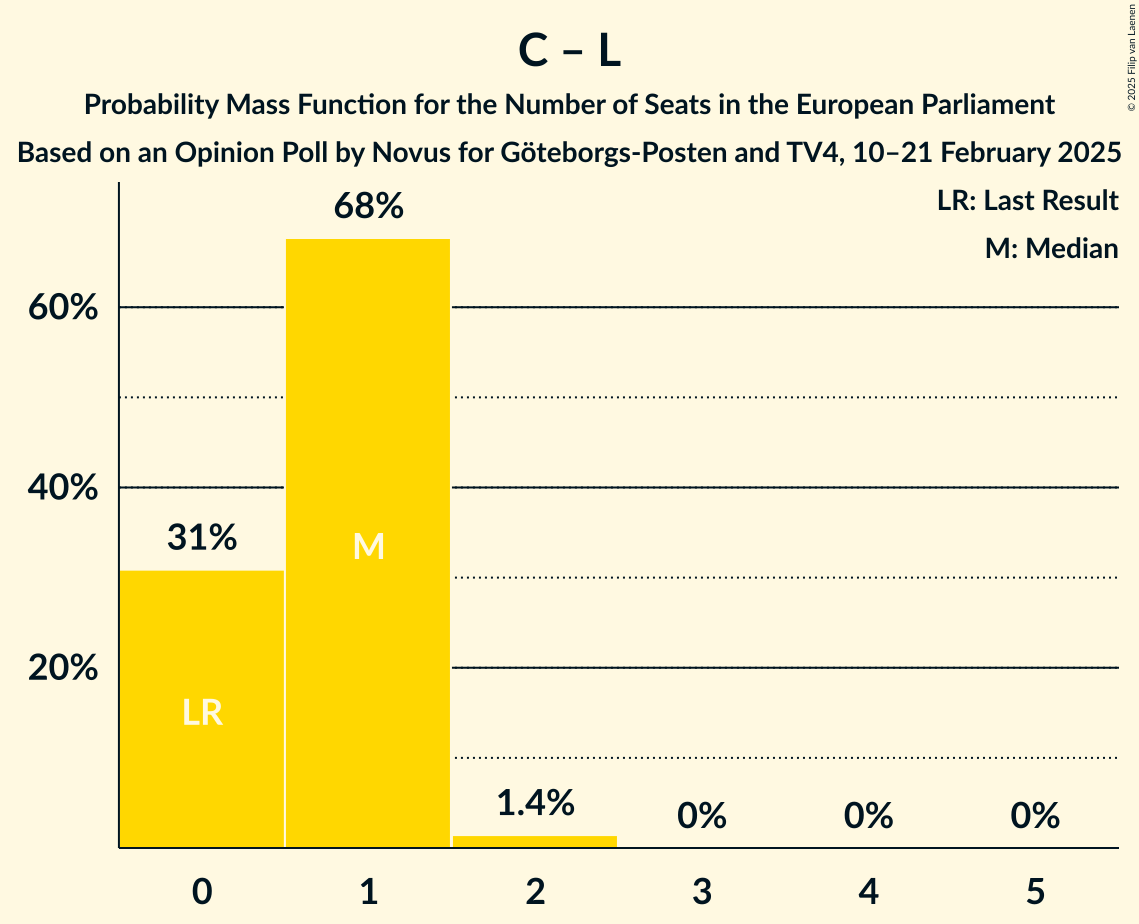 C – L
Probability Mass Function for the Number of Seats in the European Parliament
Based on an Opinion Poll by Novus for Göteborgs-Posten and TV4, 10–21 February 2025
© 2025 Filip van Laenen
LR: Last Result
M: Median
68%
60%
40%
31%
M
20%
LR
1.4%
0%
0%
0%
0
1
2
3
4
5